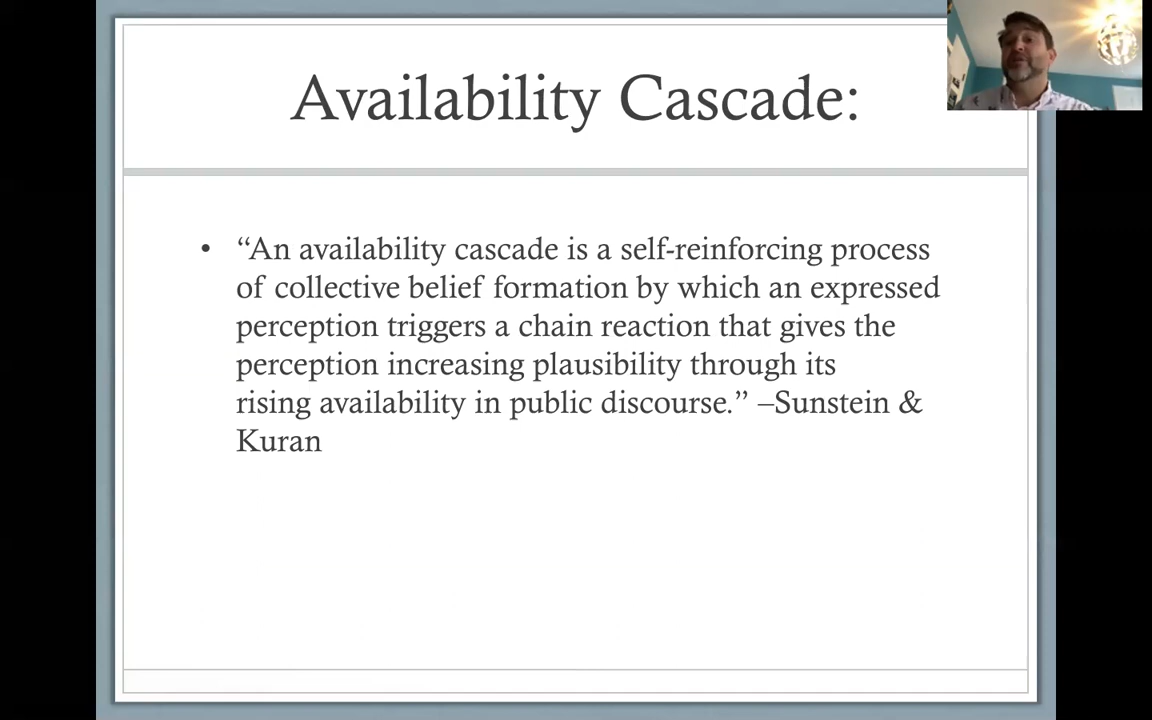 Availability Cascade:
• “An availability cascade is a self-reinforcing process
of collective belief formation by which an expressed
perception triggers a chain reaction that gives the
perception increasing plausibility through its
rising availability in public discourse.” –Sunstein &
Kuran